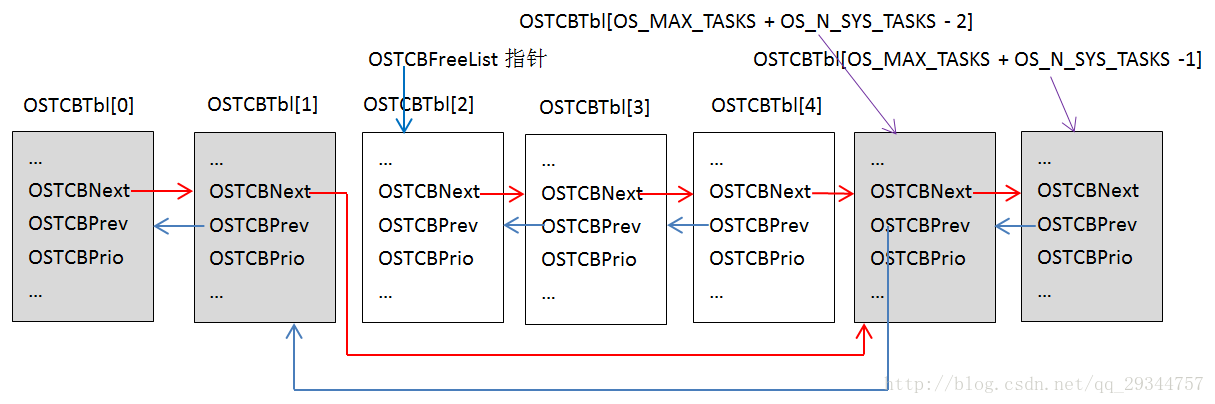 OSTCBTbl[OS_MAX_TASKS + OS_N_SYS_TASKS - 2]
OSTCBFreeList 指针
OSTCBTbl[OS_MAX_TASKS + OS_N_SYS_TASKS -1]
OSTCBTbl[0]
OSTCBTbl[1]
OSTCBTbl[2]
OSTCBTbl[3]
OSTCBTbl[4]
...
OSTCBNext
OSTCBPrev
OSTCBPrio
...
...
OSTCBNext
OSTCBPrev
OSTCBPrio
...
...
OSTCBNext
OSTCBPrev
OSTCBPrio
...
...
OSTCBNext
OSTCBPrev
OSTCBPrio
...
...
OSTCBNext
OSTCBPrev
OSTCBPrio
...
...
OSTCBNext
OSTCBPrev
OSTCBPrio
...
...
OSTCBNext
OSTCBPrev
OSTCBPrio
...
http://blog.csdn.net/qq_29344757